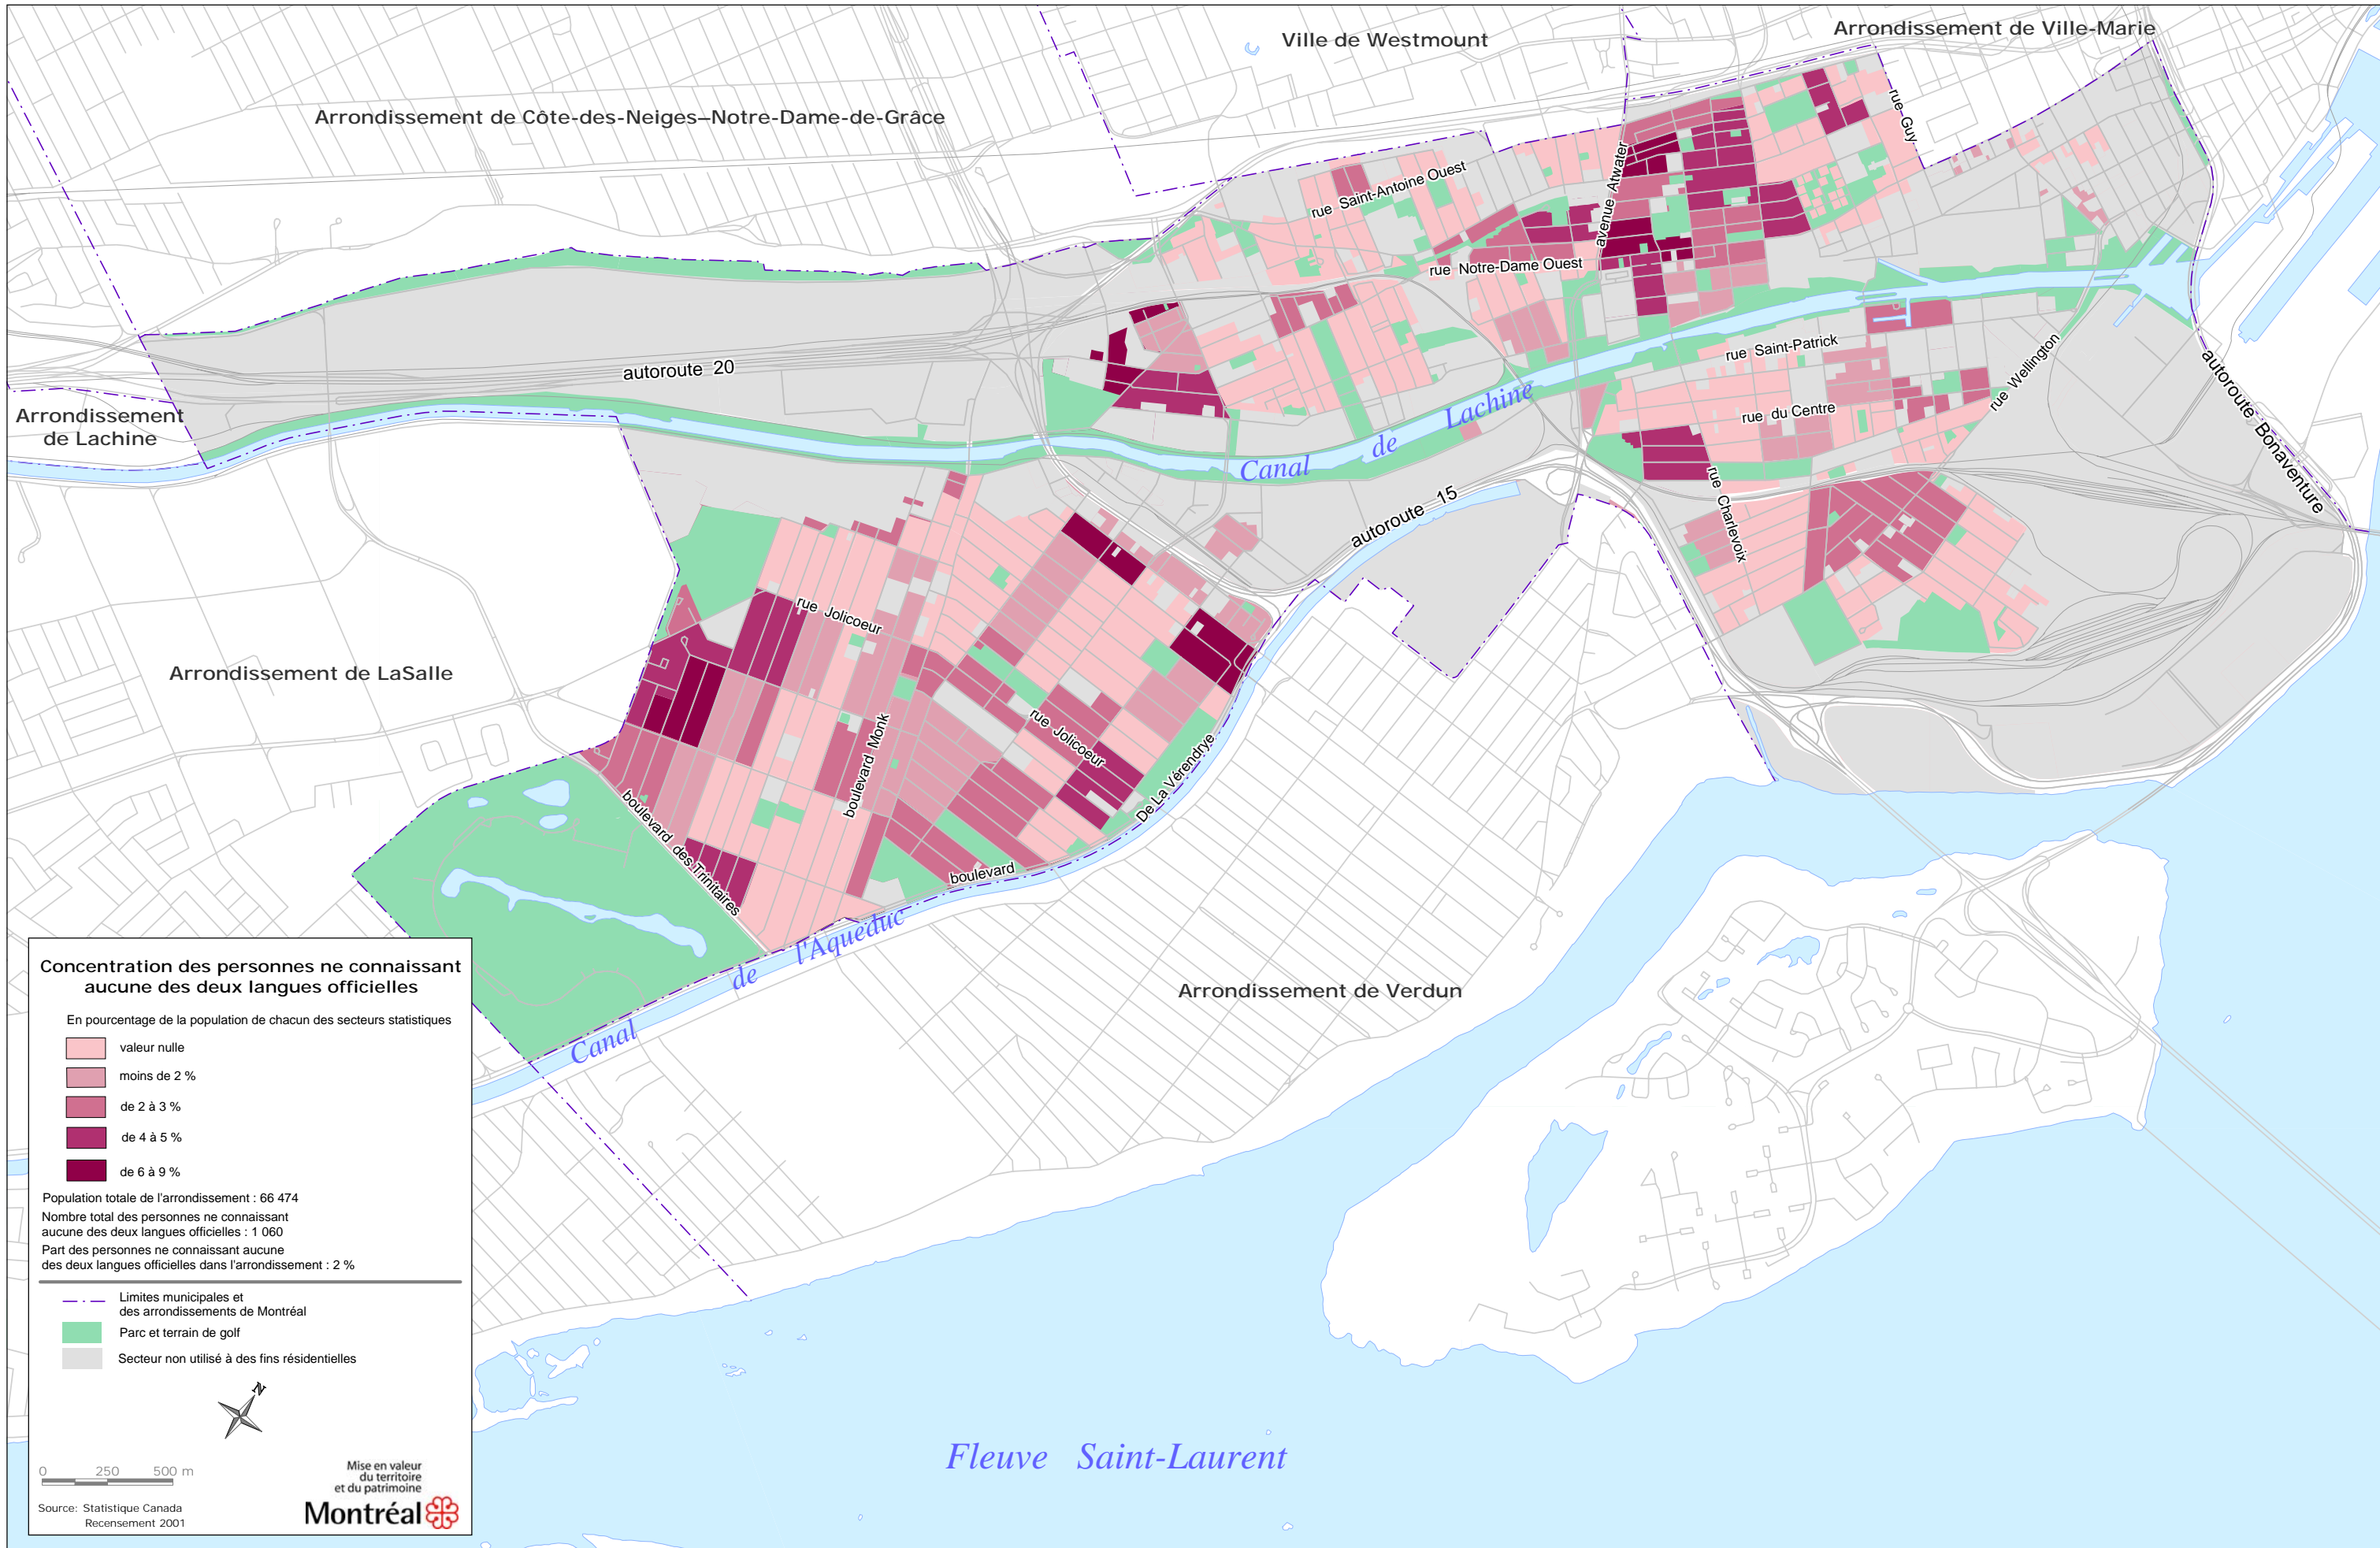 Ville de Westmount
Arrondissement de Ville-Marie
Arrondissement de Côte-des-Neiges–Notre-Dame-de-Grâce
rue Guy
rue Saint-Antoine Ouest
avenue Atwater
rue Notre-Dame Ouest
autoroute 20
rue Saint-Patrick
rue Wellington
autoroute Bonaventure
Arrondissement
de Lachine
rue du Centre
Canal de Lachine
autoroute 15
rue Charlevoix
rue Jolicoeur
Arrondissement de LaSalle
rue Jolicoeur
boulevard Monk
boulevard De La Vérendrye
boulevard des Trinitaires
Canal de l'Aqueduc
Arrondissement de Verdun
Fleuve Saint-Laurent
Concentration des personnes ne connaissant
aucune des deux langues officielles
En pourcentage de la population de chacun des secteurs statistiques
valeur nulle
moins de 2 %
de 2 à 3 %
de 4 à 5 %
de 6 à 9 %
Population totale de l'arrondissement : 66 474
Nombre total des personnes ne connaissant
aucune des deux langues officielles : 1 060
Part des personnes ne connaissant aucune
des deux langues officielles dans l'arrondissement : 2 %
Limites municipales et
des arrondissements de Montréal
Parc et terrain de golf
Secteur non utilisé à des fins résidentielles
N
0 250 500 m
Source: Statistique Canada
Recensement 2001
Mise en valeur
du territoire
et du patrimoine
Montréal